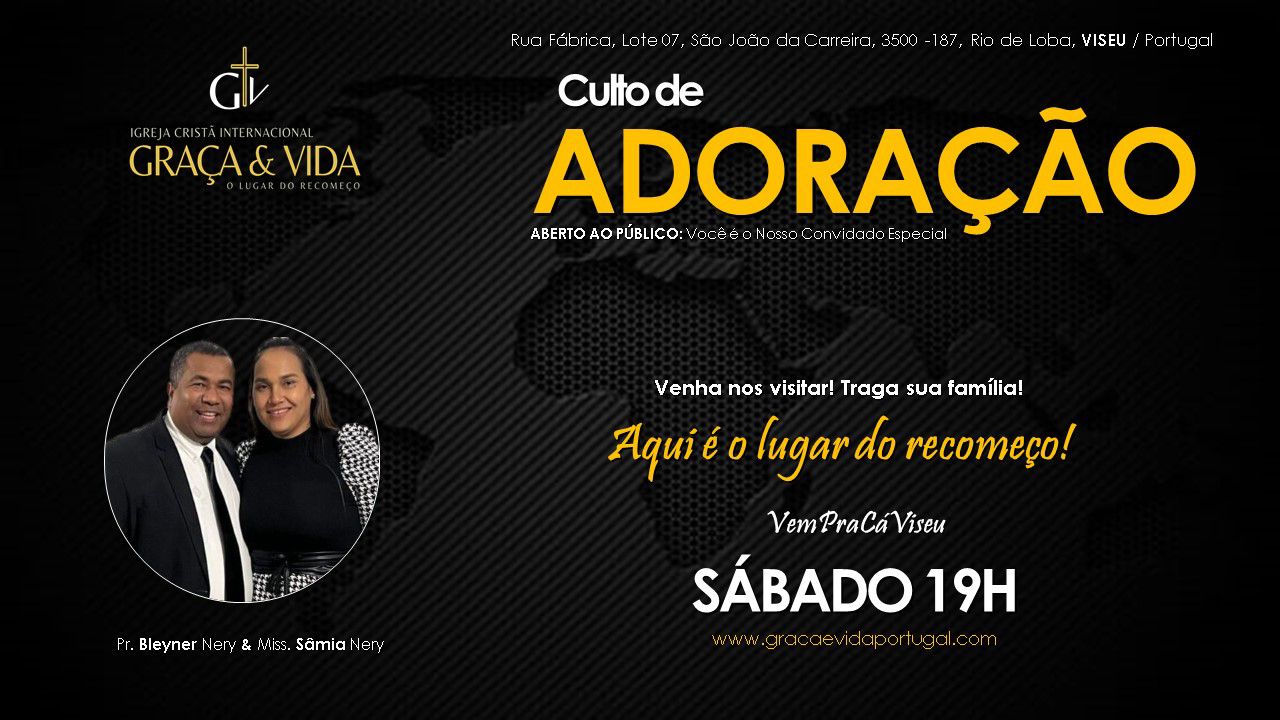 Rua Fábrica, Lote 07, São João da Carreira, 3500 -187, Rio de Loba, VISEU / Portugal
GV
IGREJA CRISTÃ INTERNACIONAL
GRAÇA & VIDA
O LUGAR DO RECOMEÇO
Culto de
ADORAÇÃO
ABERTO AO PÚBLICO: Você é o Nosso Convidado Especial
Venha nos visitar! Traga sua família!
Aqui é o lugar do recomeço!
VemPraCáViseu
SÁBADO 19H
www.gracaevidaportugal.com
Pr. Bleyner Nery & Miss. Sâmia Nery